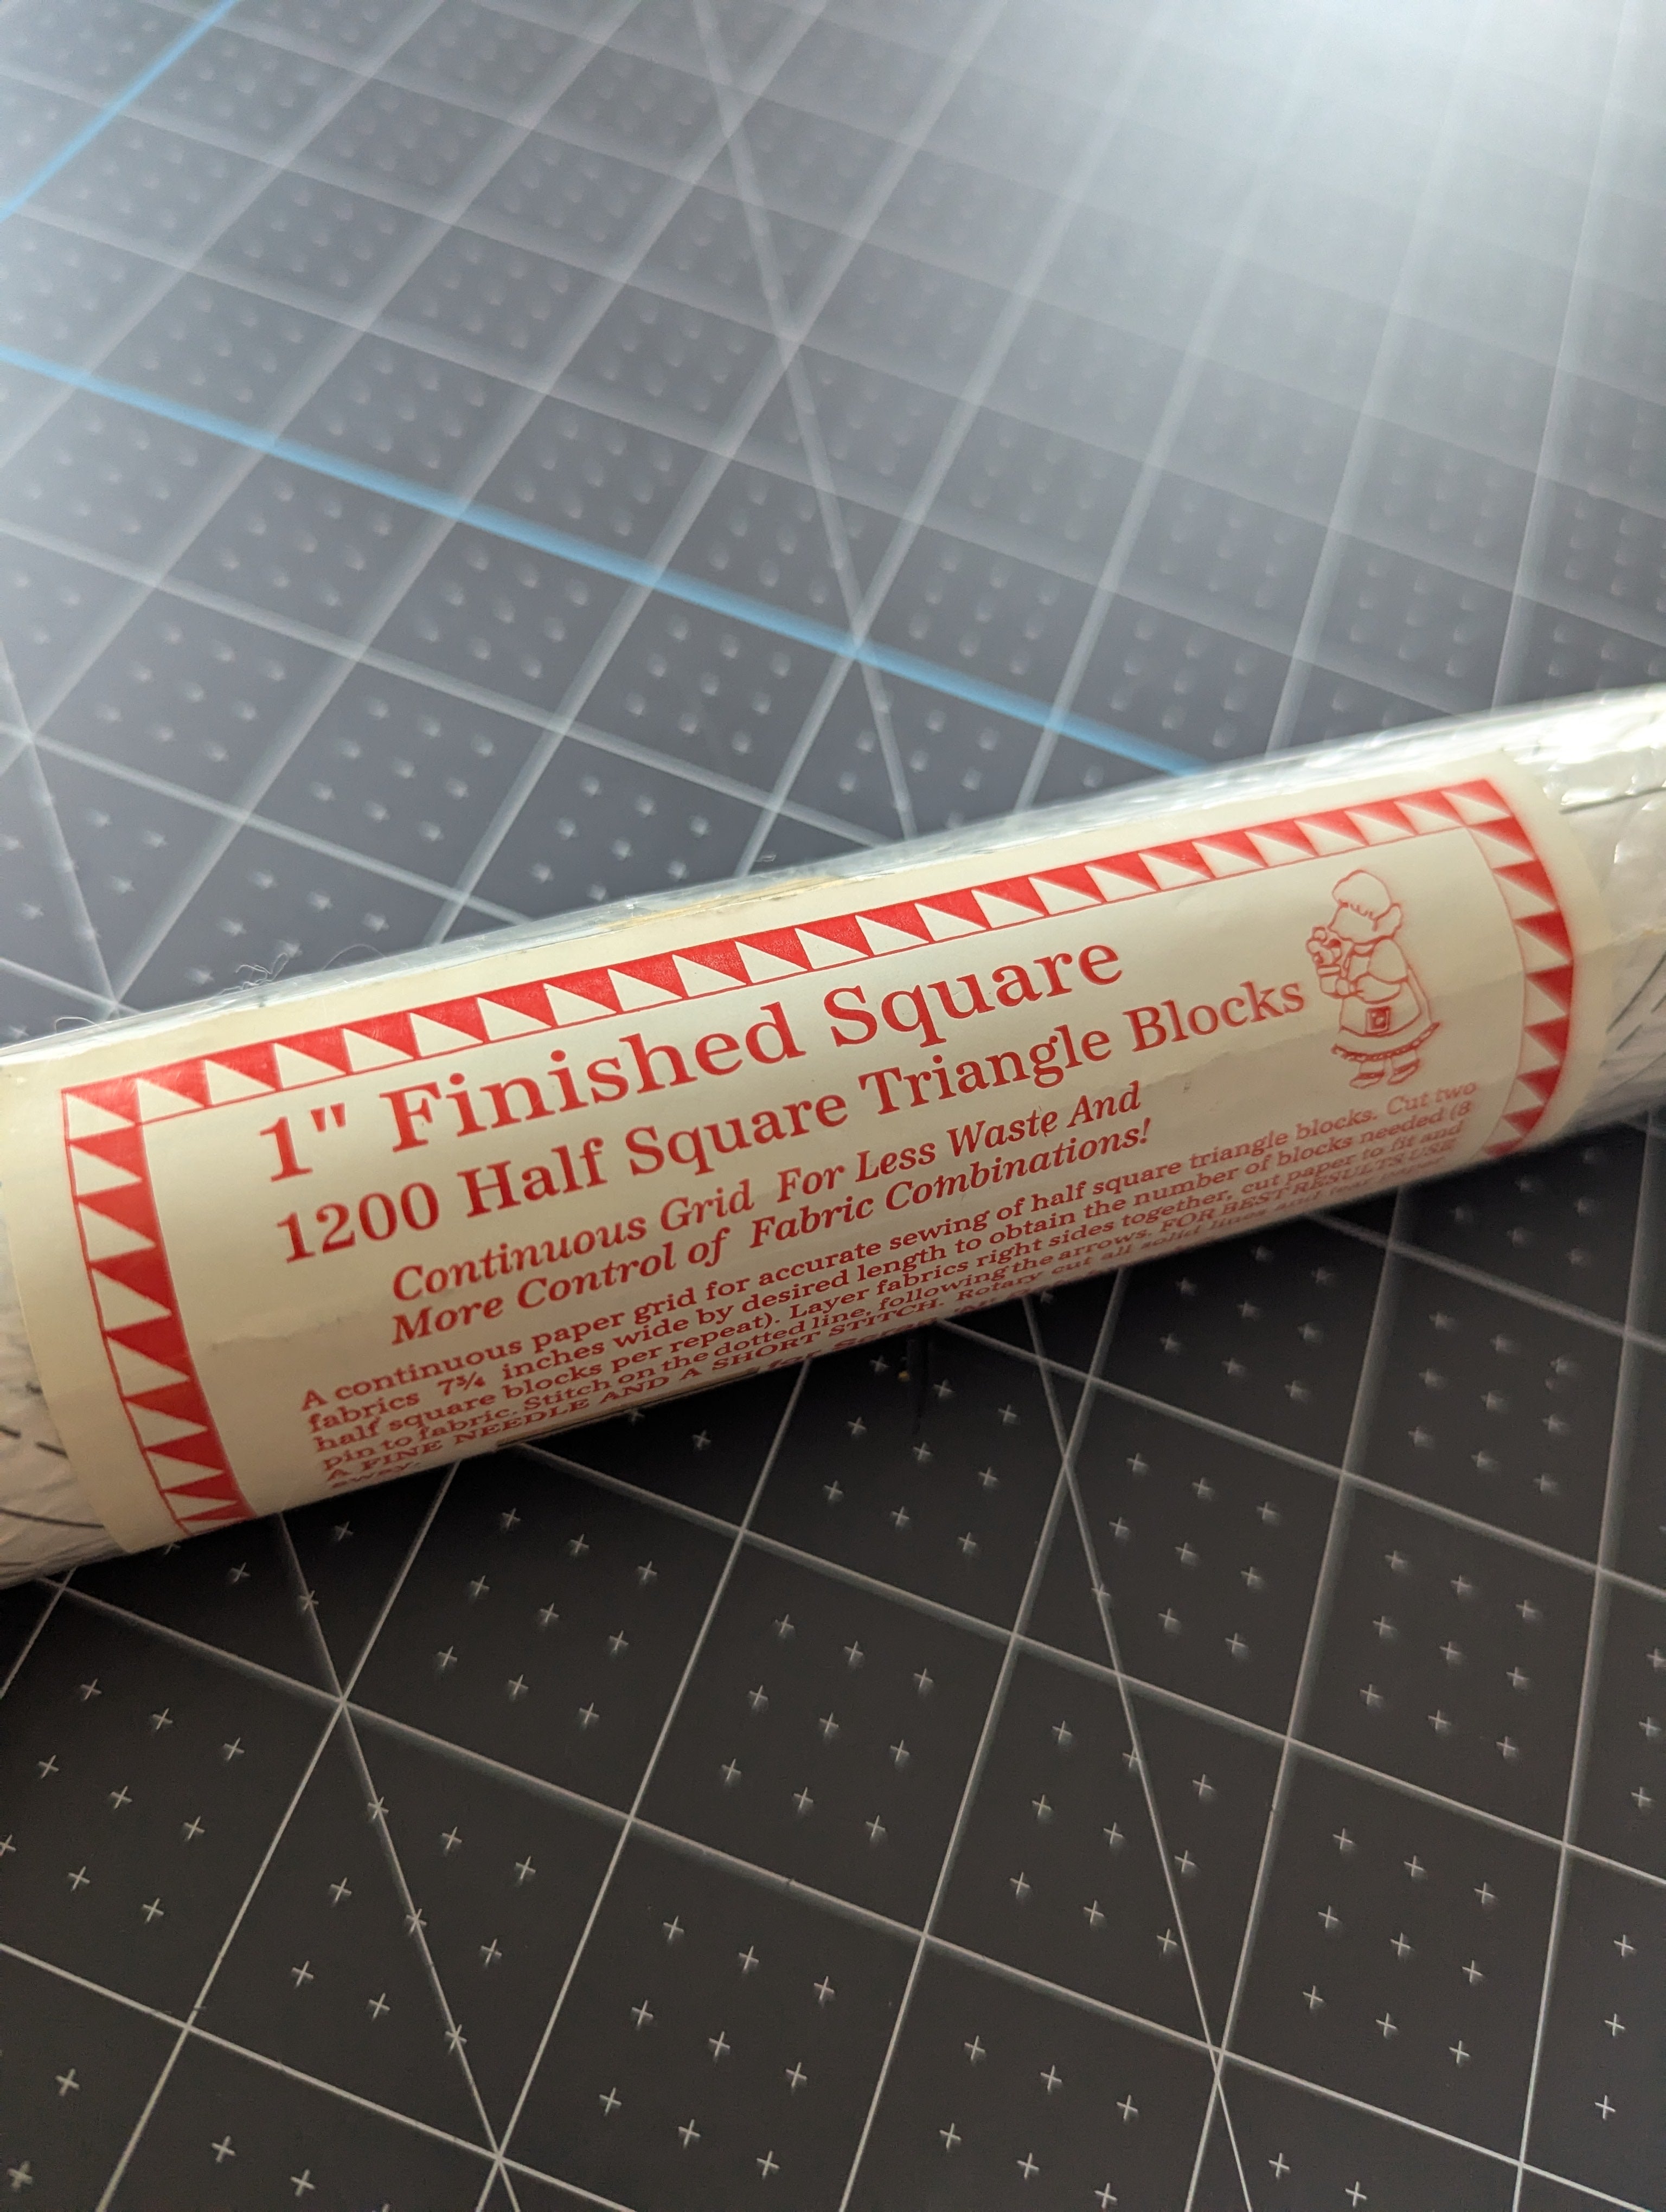 1" Finished Square
1200 Half Square Triangle Blocks
Continuous Grid For Less Waste And
More Control of Fabric Combinations!
A continuous paper grid for accurate sewing of half square triangle blocks. Cut two
fabrics 7¾ inches wide by desired length to obtain the number of blocks needed (8
half square blocks per repeat). Layer fabrics right sides together, cut paper to fit and
pin to fabric. Stitch on the dotted line, following the arrows. FOR BEST RESULTS USE
A FINE NEEDLE AND A SHORT STITCH. Rotary cut all solid lines and tear paper
away.